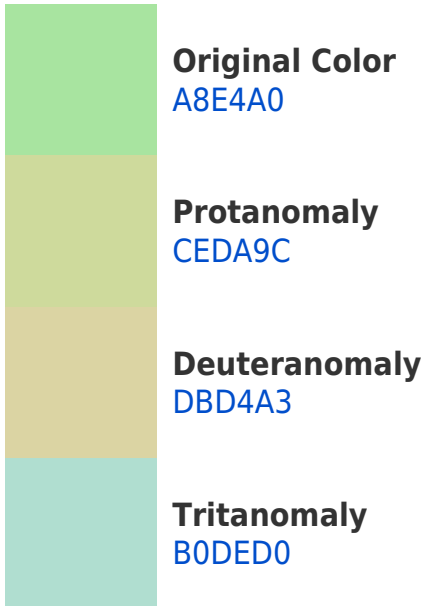 Original Color
A8E4A0
Protanomaly
CEDA9C
Deuteranomaly
DBD4A3
Tritanomaly
B0DED0